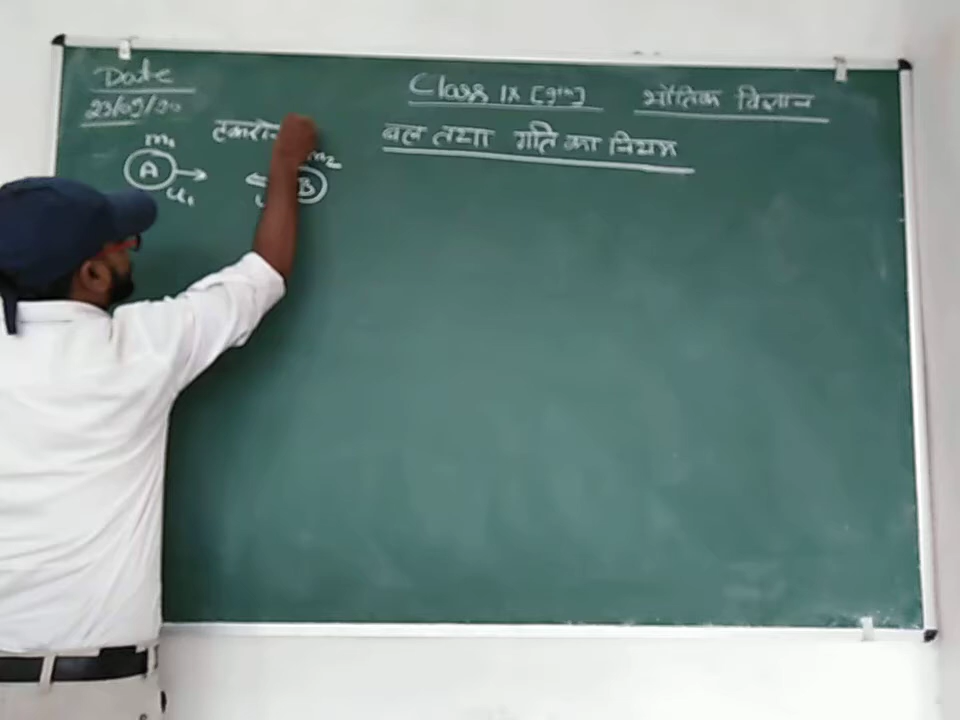 Date
23/09/20
Class IX [9th]
भौतिक विज्ञान
बल तथा गति का नियम
m₁
A
u₁
m₂
B